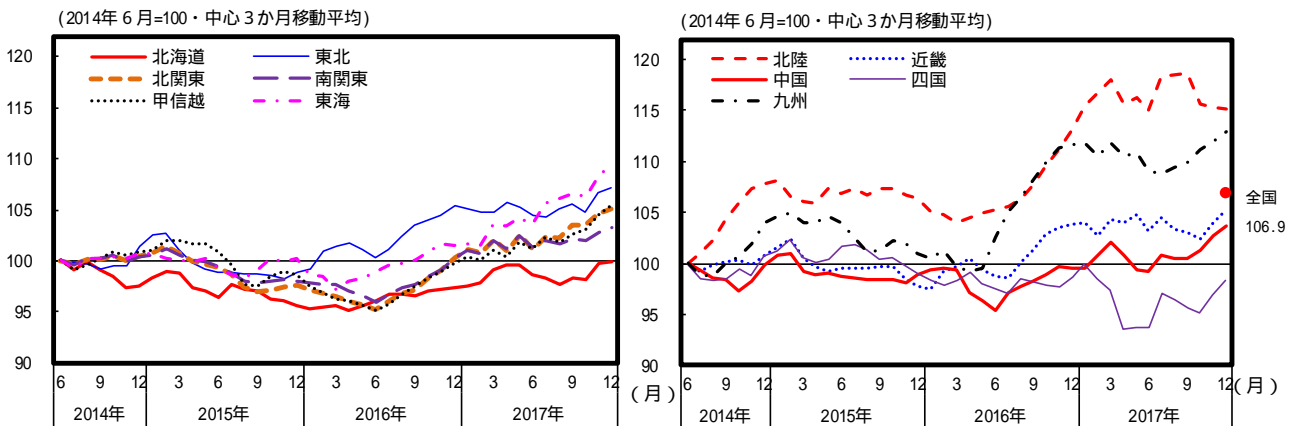 (2014年６月=100・中心３か月移動平均)
120
115
110
105
100
95
90
北海道
東北
北関東
南関東
甲信越
東海
6 9 12 3 6 9 12 3 6 9 12 3 6 9 12
(月)
2014年 2015年 2016年 2017年
(2014年６月=100・中心３か月移動平均)
120
115
110
105
100
95
90
北陸
近畿
中国
四国
九州
全国
106.9
6 9 12 3 6 9 12 3 6 9 12 3 6 9 12
(月)
2014年 2015年 2016年 2017年